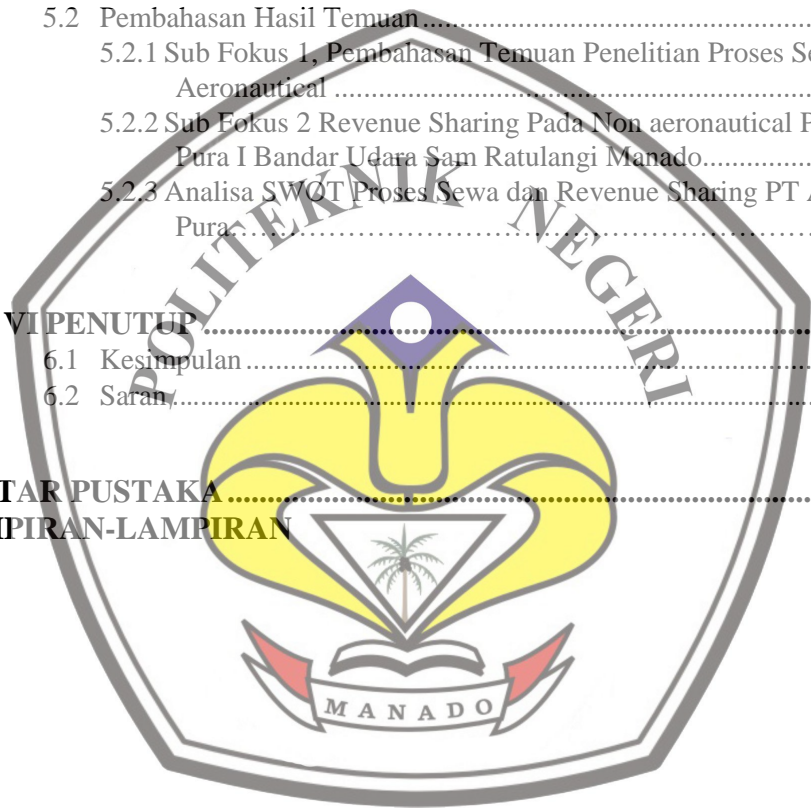 5.2 Pembahasan Hasil Temuan........................................................
5.2.1 Sub Fokus 1, Pembahasan Temuan Penelitian Proses
Aeronautical ........................................................
5.2.2 Sub Fokus 2 Revenue Sharing Pada Non aeronautical
Pura I Bandar Udara Sam Ratulangi Manado................
5.2.3 Analisa SWOT Proses Sewa dan Revenue Sharing PT
Pura........................................................
VI PENUTUP ........................................................
6.1 Kesimpulan ........................................................
6.2 Saran ........................................................
TAR PUSTAKA ........................................................
PIRAN-LAMPIRAN
POLITEKNIK NEGERI
MANADO